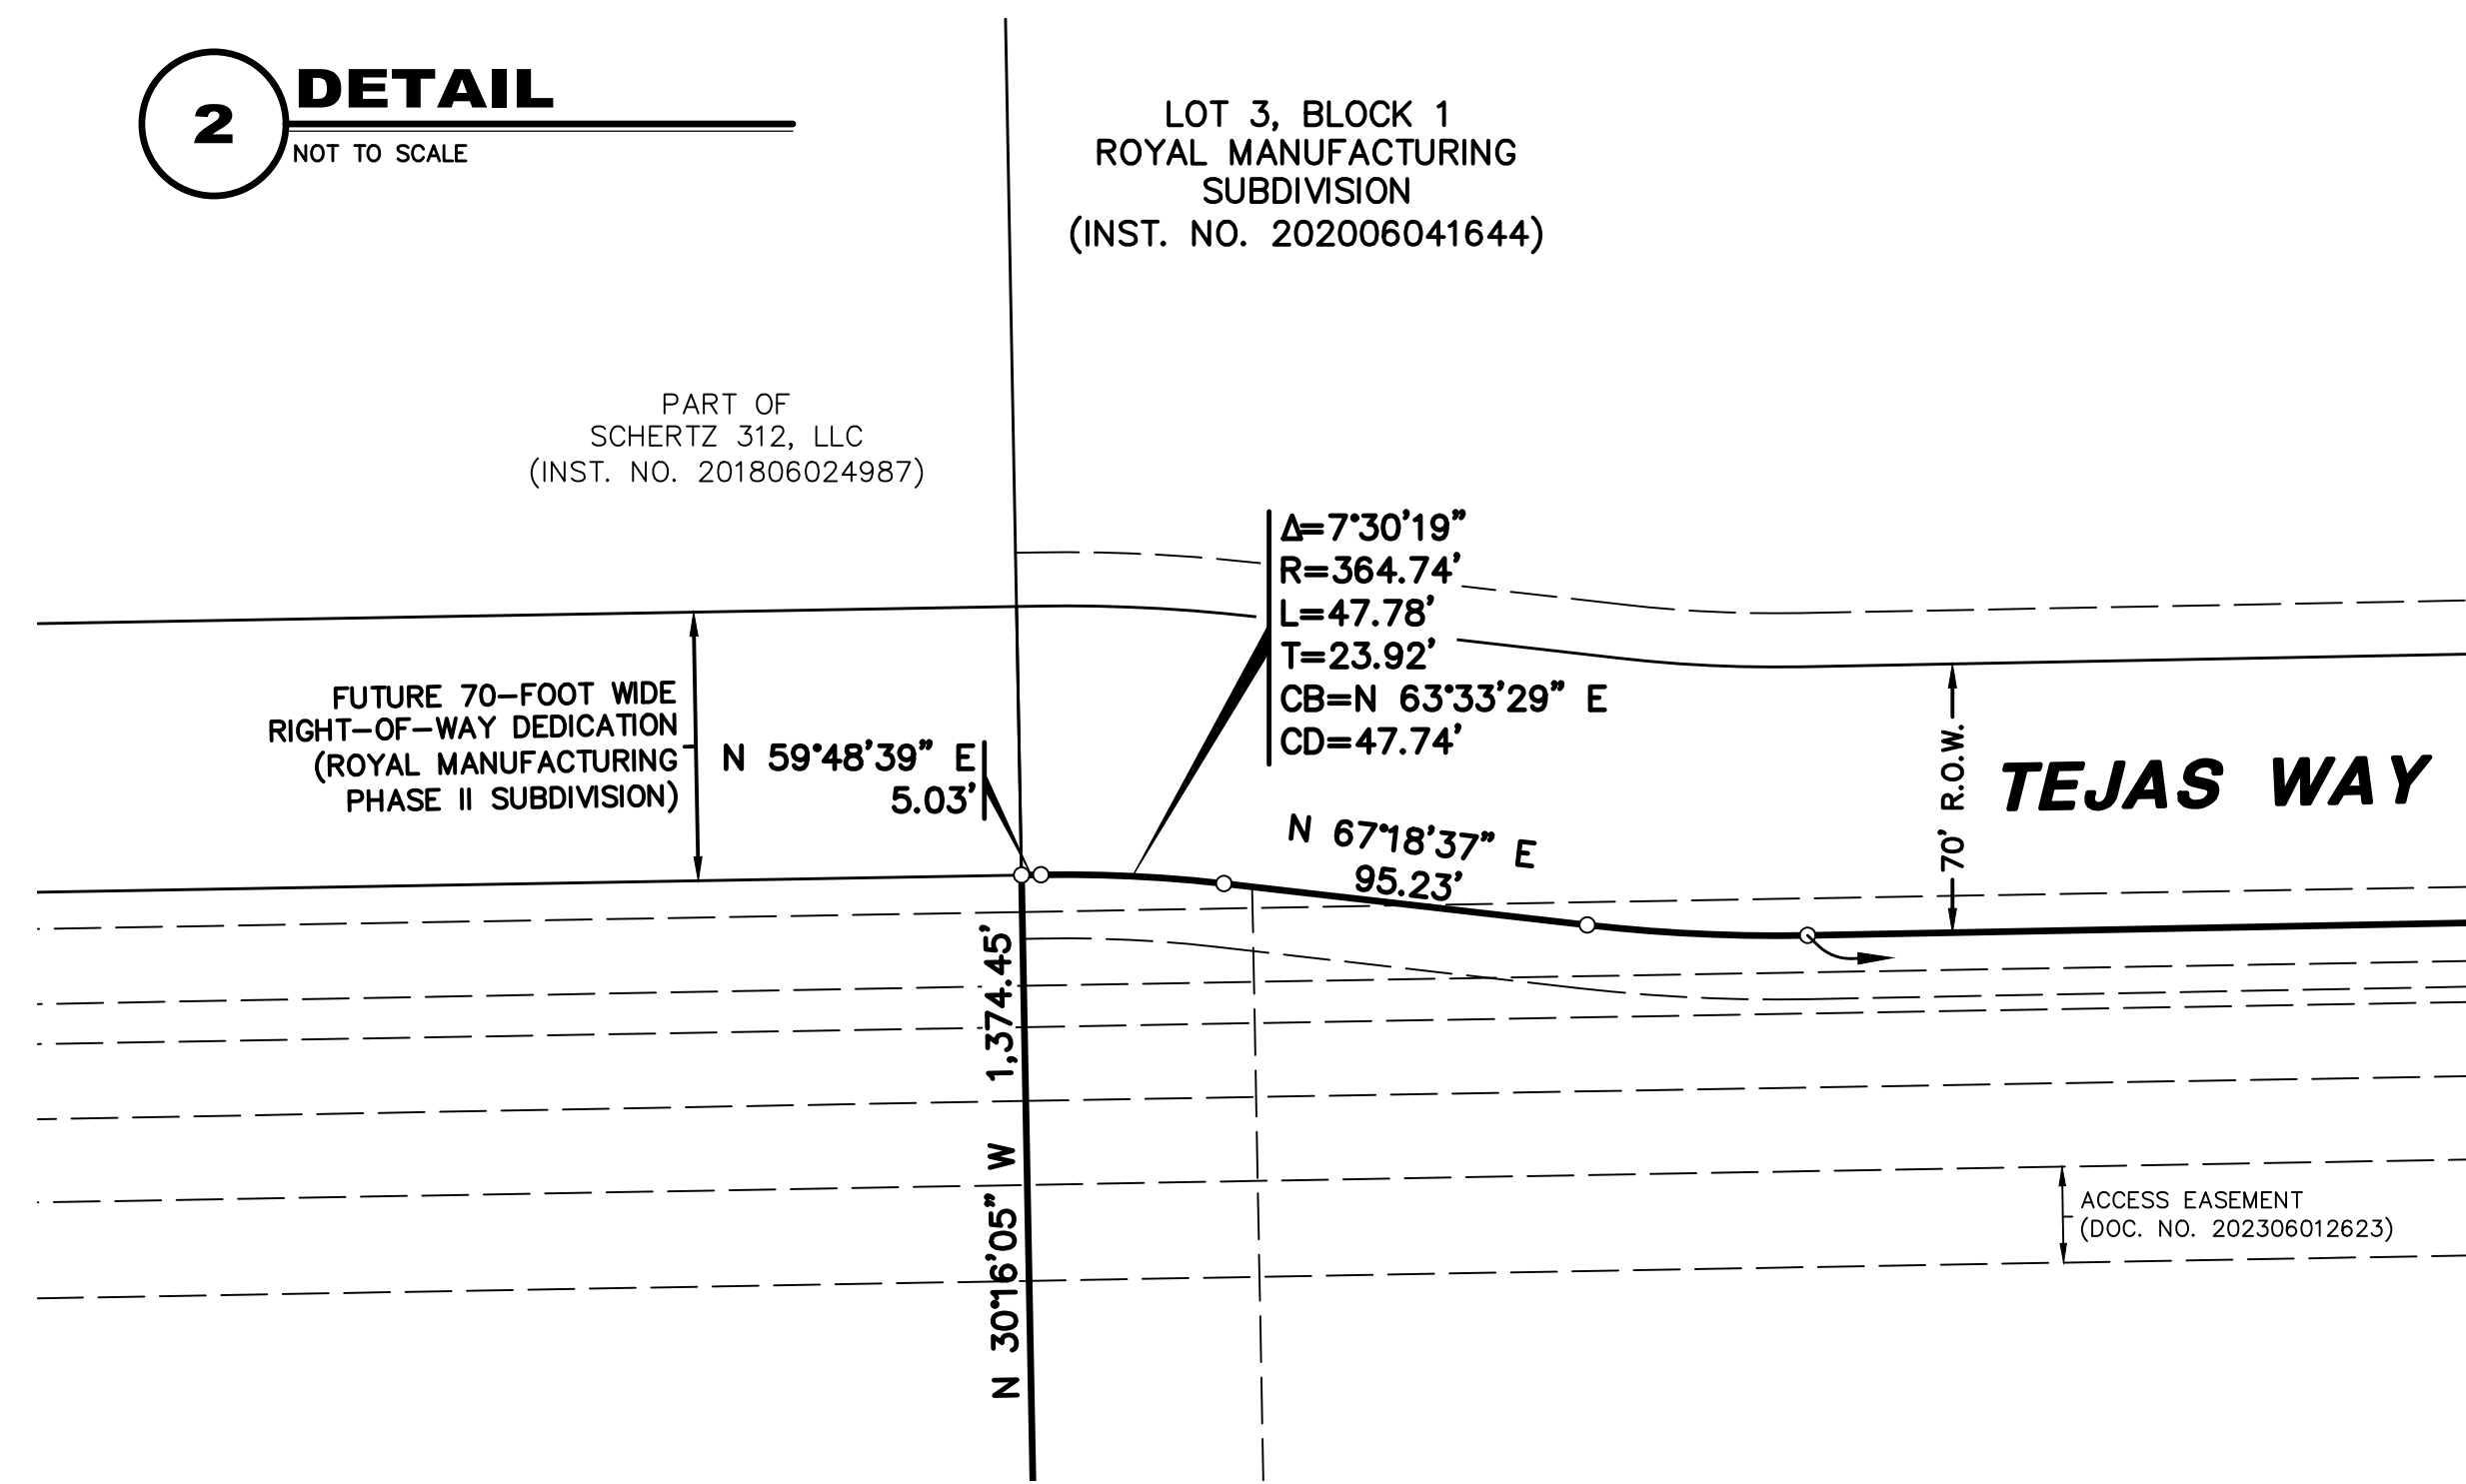 2
DETAIL
NOT TO SCALE
LOT 3, BLOCK 1
ROYAL MANUFACTURING
SUBDIVISION
(INST. NO. 202006041644)
PART OF
SCHERTZ 312, LLC
(INST. NO. 201806024987)
Δ=7°30'19"
R=364.74'
L=47.78'
T=23.92'
CB=N 63°33'29" E
CD=47.74'
FUTURE 70-FOOT WIDE
RIGHT-OF-WAY DEDICATION
(ROYAL MANUFACTURING
PHASE II SUBDIVISION)
N 59°48'39" E
5.03'
N 67°18'37" E
95.23'
70' R.O.W.
TEJAS WAY
N 30°16'05" W 1,374.45'
ACCESS EASEMENT
(DOC. NO. 202306012623)